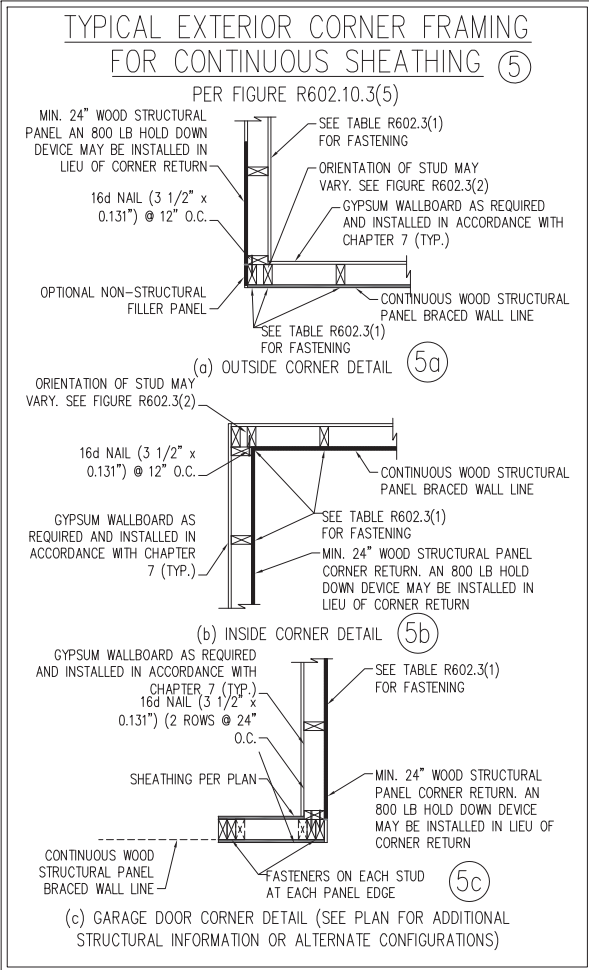 TYPICAL EXTERIOR CORNER FRAMING
FOR CONTINUOUS SHEATHING 5
PER FIGURE R602.10.3(5)
MIN. 24" WOOD STRUCTURAL
PANEL AN 800 LB HOLD DOWN
DEVICE MAY BE INSTALLED IN
LIEU OF CORNER RETURN
16d NAIL (3 1/2" x
0.131") @ 12" O.C.
OPTIONAL NON-STRUCTURAL
FILLER PANEL
SEE TABLE R602.3(1)
FOR FASTENING
ORIENTATION OF STUD MAY
VARY. SEE FIGURE R602.3(2)
GYPSUM WALLBOARD AS REQUIRED
AND INSTALLED IN ACCORDANCE WITH
CHAPTER 7 (TYP.)
CONTINUOUS WOOD STRUCTURAL
PANEL BRACED WALL LINE
SEE TABLE R602.3(1)
FOR FASTENING
(a) OUTSIDE CORNER DETAIL 5a
ORIENTATION OF STUD MAY
VARY. SEE FIGURE R602.3(2)
16d NAIL (3 1/2" x
0.131") @ 12" O.C.
GYPSUM WALLBOARD AS
REQUIRED AND INSTALLED IN
ACCORDANCE WITH CHAPTER
7 (TYP.)
CONTINUOUS WOOD STRUCTURAL
PANEL BRACED WALL LINE
SEE TABLE R602.3(1)
FOR FASTENING
MIN. 24" WOOD STRUCTURAL PANEL
CORNER RETURN. AN 800 LB HOLD
DOWN DEVICE MAY BE INSTALLED IN
LIEU OF CORNER RETURN
(b) INSIDE CORNER DETAIL 5b
GYPSUM WALLBOARD AS REQUIRED
AND INSTALLED IN ACCORDANCE WITH
CHAPTER 7 (TYP.)
16d NAIL (3 1/2" x
0.131") (2 ROWS @ 24"
O.C.
SHEATHING PER PLAN
SEE TABLE R602.3(1)
FOR FASTENING
MIN. 24" WOOD STRUCTURAL
PANEL CORNER RETURN. AN
800 LB HOLD DOWN DEVICE
MAY BE INSTALLED IN LIEU OF
CORNER RETURN
CONTINUOUS WOOD
STRUCTURAL PANEL
BRACED WALL LINE
FASTENERS ON EACH STUD
AT EACH PANEL EDGE
5c
(c) GARAGE DOOR CORNER DETAIL (SEE PLAN FOR ADDITIONAL
STRUCTURAL INFORMATION OR ALTERNATE CONFIGURATIONS)